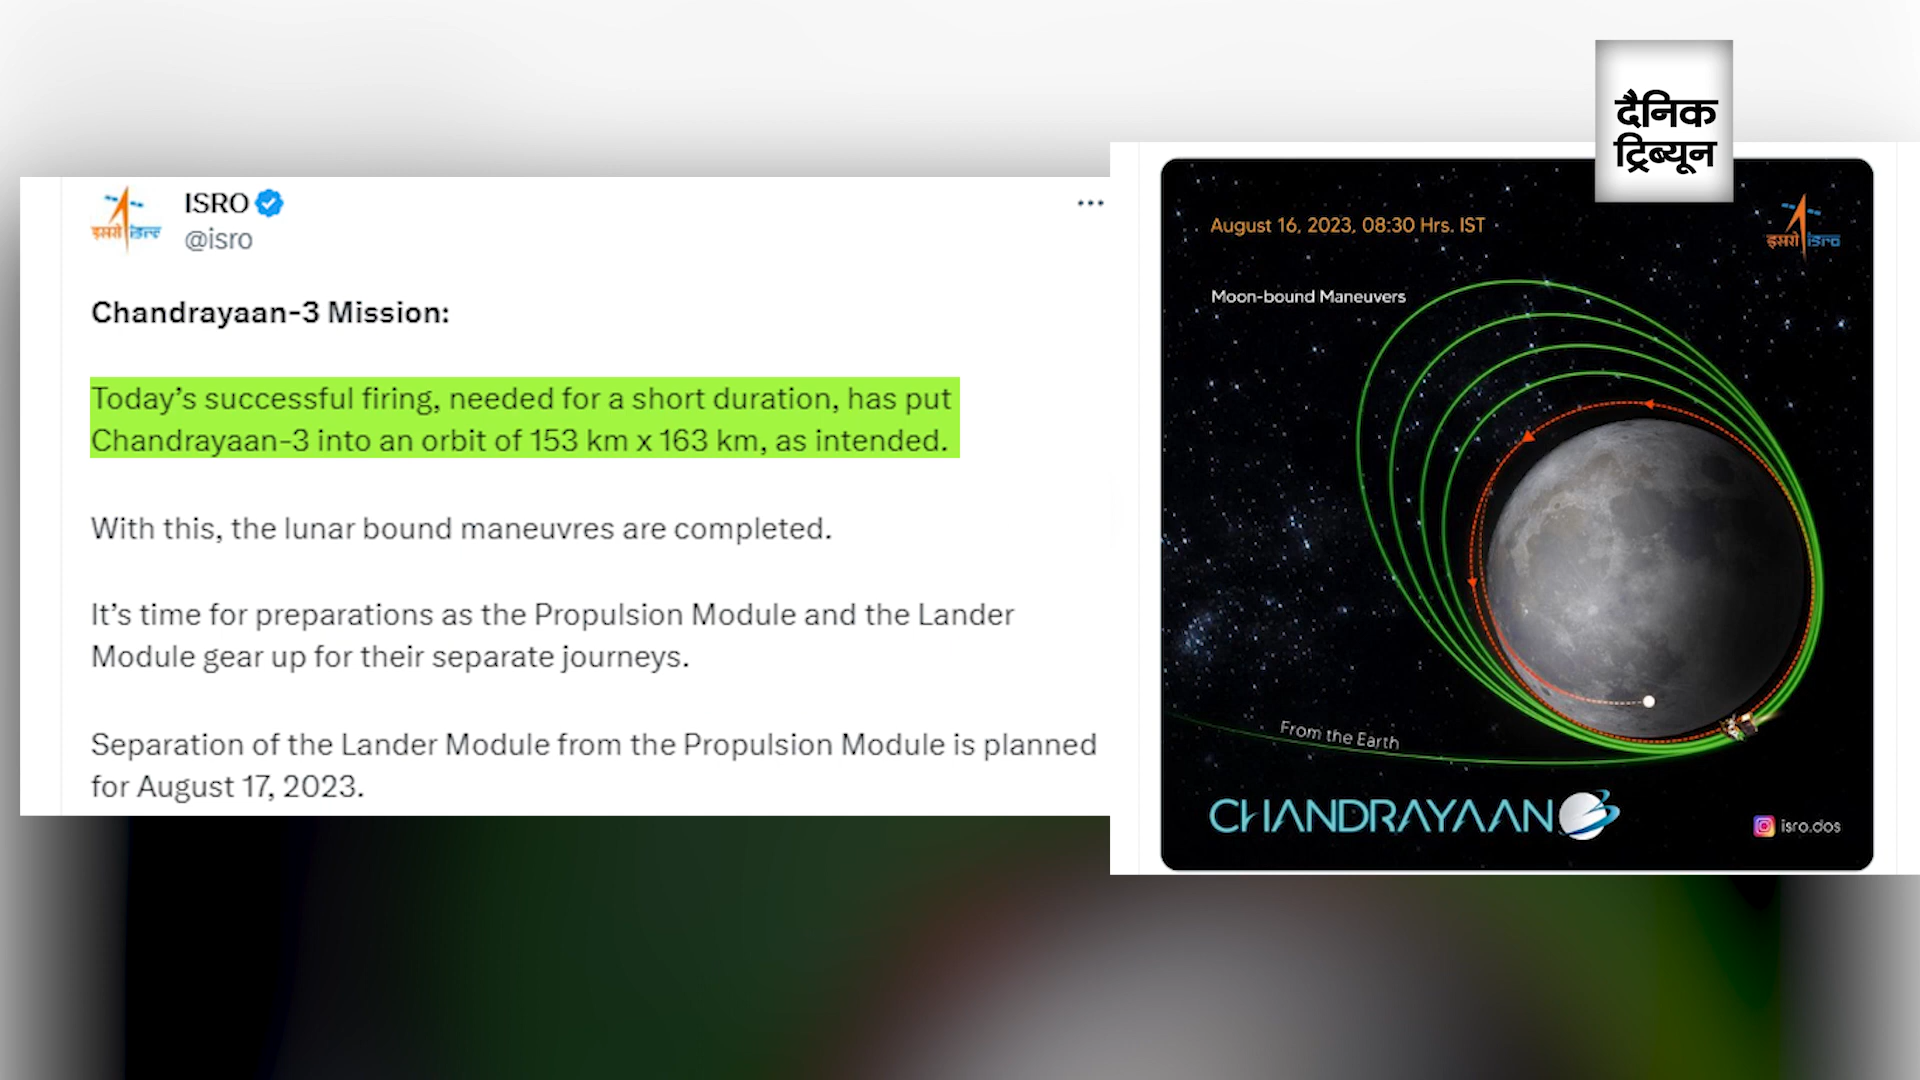 दैनिक
ट्रिब्यून
ISRO
@isro
इसरो isro
Chandrayaan-3 Mission:
Today’s successful firing, needed for a short duration, has put
Chandrayaan-3 into an orbit of 153 km x 163 km, as intended.
With this, the lunar bound maneuvres are completed.
It’s time for preparations as the Propulsion Module and the Lander
Module gear up for their separate journeys.
Separation of the Lander Module from the Propulsion Module is planned
for August 17, 2023.
August 16, 2023, 08:30 Hrs. IST
इसरो isro
Moon-bound Maneuvers
From the Earth
CHANDRAYAAN 3
isro.dos